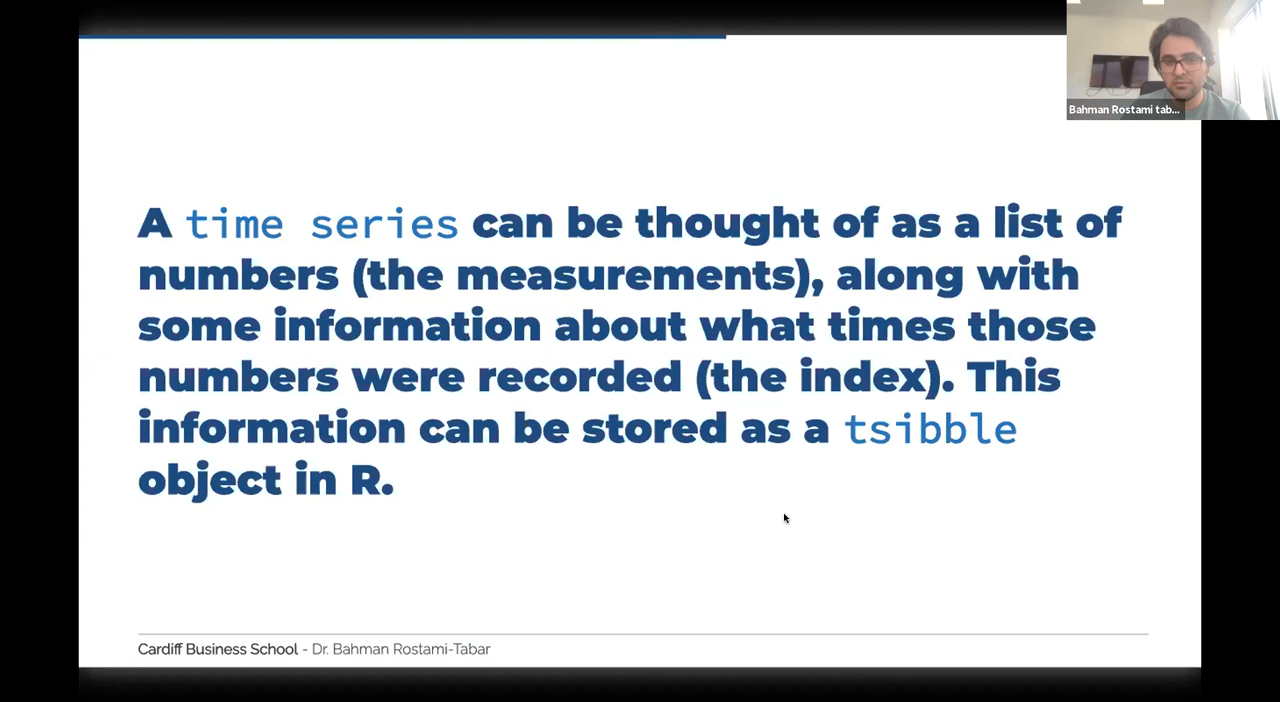 Bahman Rostami tab...
A time series can be thought of as a list of
numbers (the measurements), along with
some information about what times those
numbers were recorded (the index). This
information can be stored as a tsibble
object in R.
Cardiff Business School - Dr. Bahman Rostami-Tabar